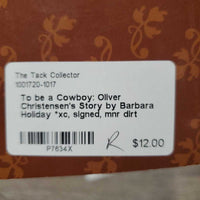 The Tack Collector
1001720-1017
To be a Cowboy: Oliver
Christensen's Story by Barbara
Holiday *xc, signed, mnr dirt
P7634X
R $12.00